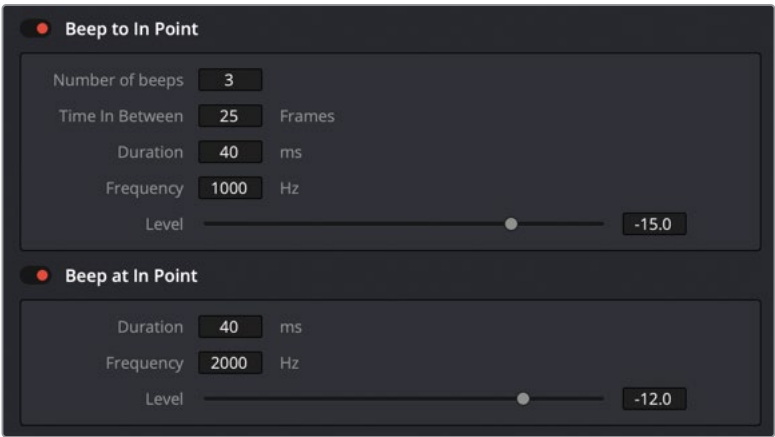 Beep to In Point
Number of beeps 3
Time In Between 25 Frames
Duration 40 ms
Frequency 1000 Hz
Level -15.0
Beep at In Point
Duration 40 ms
Frequency 2000 Hz
Level -12.0